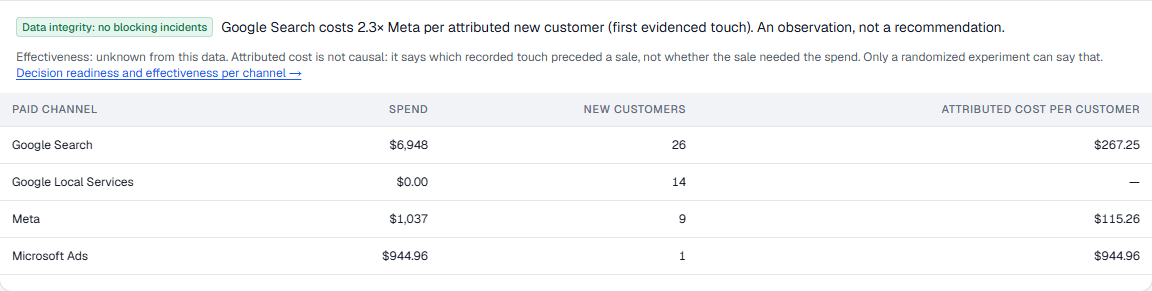 Data integrity: no blocking incidents Google Search costs 2.3× Meta per attributed new customer (first evidenced touch). An observation, not a recommendation.
Effectiveness: unknown from this data. Attributed cost is not causal: it says which recorded touch preceded a sale, not whether the sale needed the spend. Only a randomized experiment can say that.
Decision readiness and effectiveness per channel →
PAID CHANNEL SPEND NEW CUSTOMERS ATTRIBUTED COST PER CUSTOMER
Google Search $6,948 26 $267.25
Google Local Services $0.00 14 —
Meta $1,037 9 $115.26
Microsoft Ads $944.96 1 $944.96